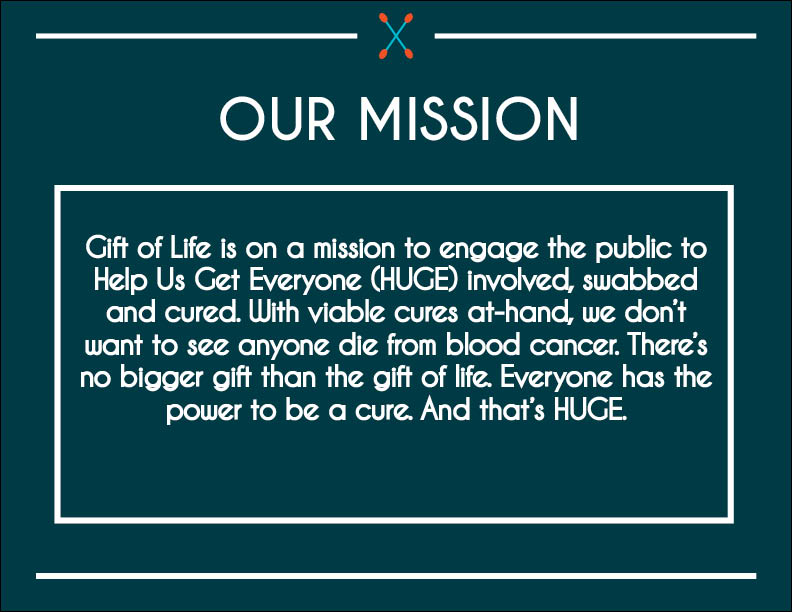 OUR MISSION
Gift of Life is on a mission to engage the public to
Help Us Get Everyone (HUGE) involved, swabbed
and cured. With viable cures at-hand, we don't
want to see anyone die from blood cancer. There's
no bigger gift than the gift of life. Everyone has the
power to be a cure. And that's HUGE.